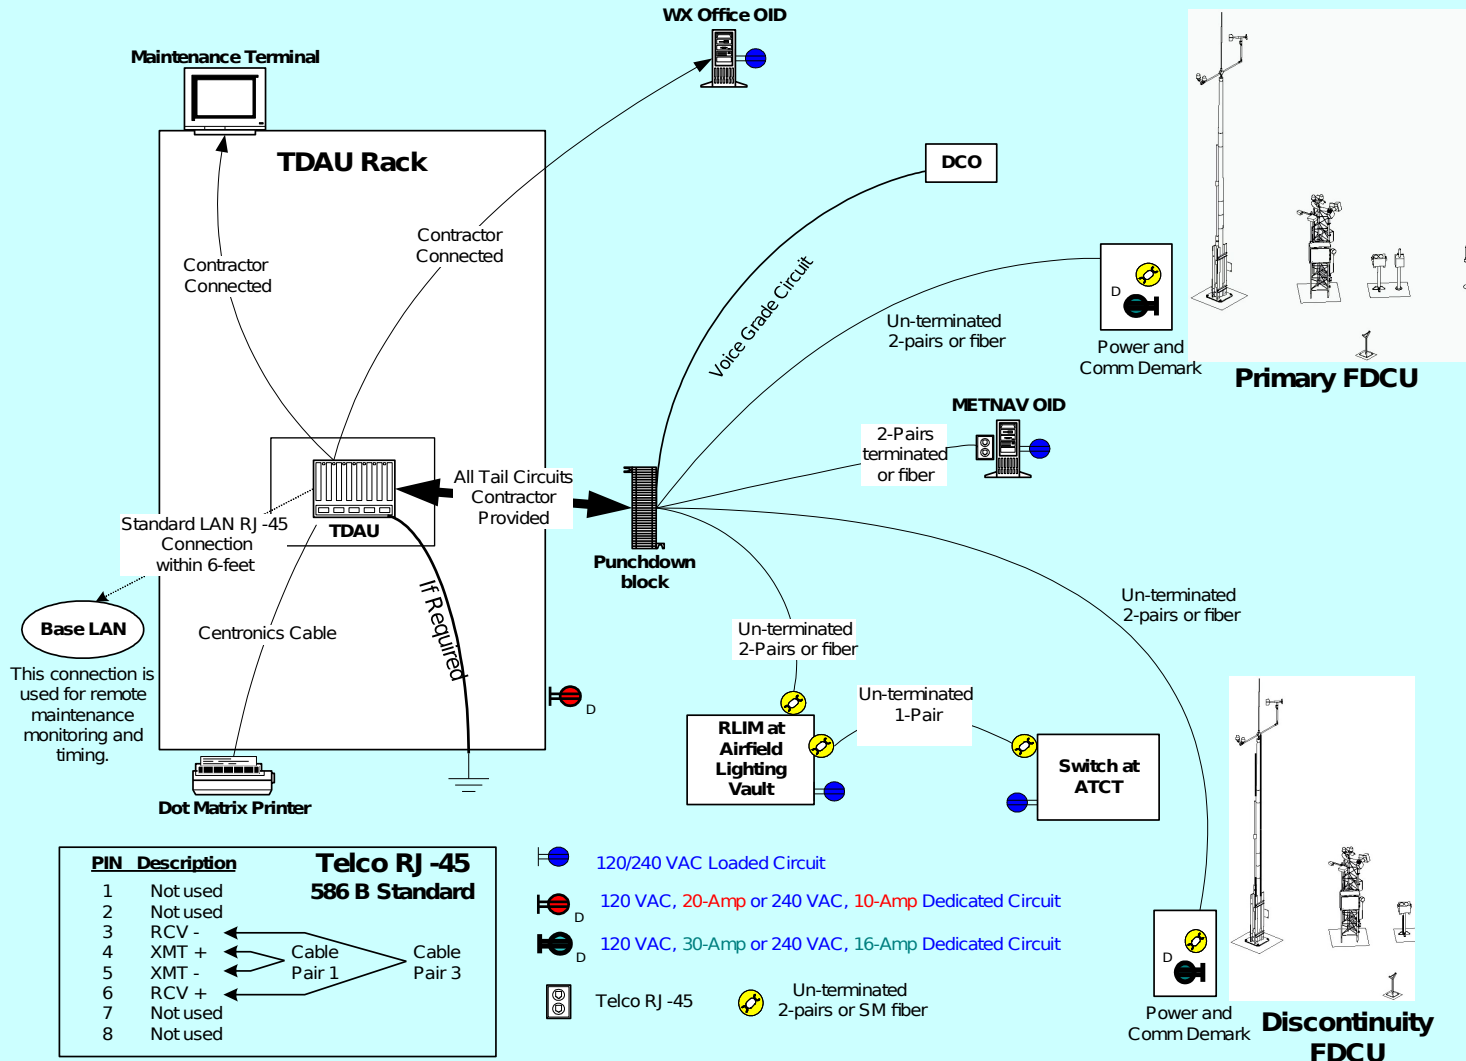 WX Office OID
Maintenance Terminal
TDAU Rack
DCO
Contractor
Connected
Contractor
Connected
Voice Grade Circuit
Un-terminated
2-pairs or fiber
D
Power and
Comm Demark
Primary FDCU
METNAV OID
2-Pairs
terminated
or fiber
All Tail Circuits
Contractor
Provided
Standard LAN RJ-45
Connection
within 6-feet
TDAU
Punchdown
block
If Required
Base LAN
Centronics Cable
This connection is
used for remote
maintenance
monitoring and
timing.
Un-terminated
2-Pairs or fiber
Un-terminated
2-pairs or fiber
Un-terminated
1-Pair
D
RLIM at
Airfield
Lighting
Vault
Switch at
ATCT
Dot Matrix Printer
Telco RJ-45
586 B Standard
PIN Description
1 Not used
2 Not used
3 RCV -
4 XMT +
5 XMT -
6 RCV +
7 Not used
8 Not used
Cable
Pair 1
Cable
Pair 3
120/240 VAC Loaded Circuit
D
120 VAC, 20-Amp or 240 VAC, 10-Amp Dedicated Circuit
D
120 VAC, 30-Amp or 240 VAC, 16-Amp Dedicated Circuit
Telco RJ-45
Un-terminated
2-pairs or SM fiber
D
Power and
Comm Demark
Discontinuity
FDCU